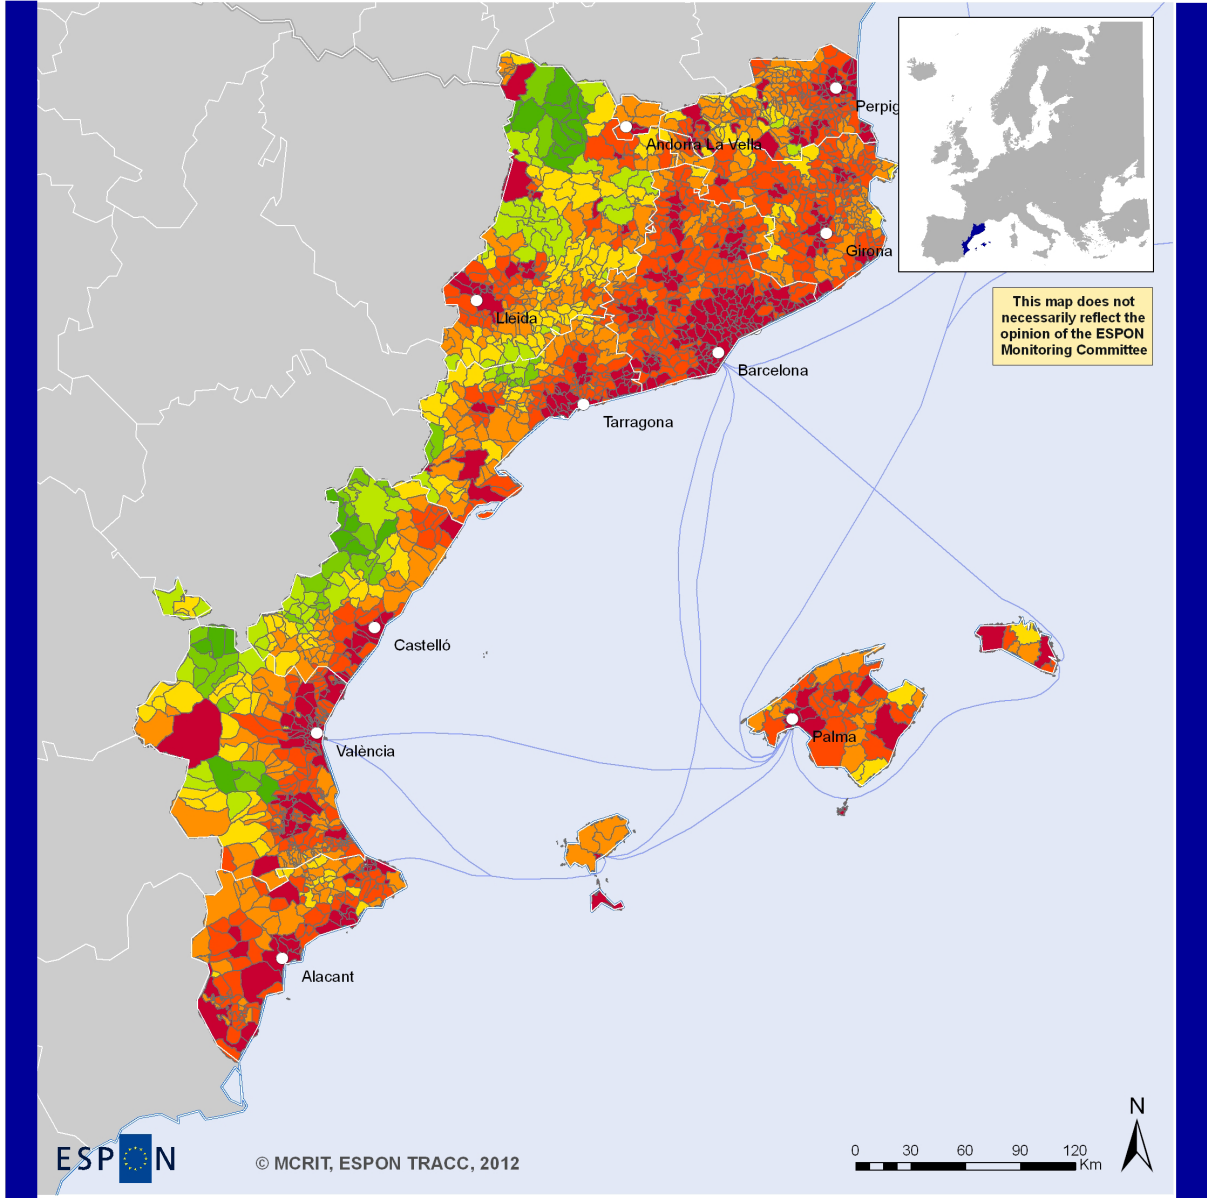 Perpig
Andorra La Vella
Girona
This map does not
necessarily reflect the
opinion of the ESPON
Monitoring Committee
Lleida
Barcelona
Tarragona
Castelló
Palma
València
Alacant
N
ESPON
© MCRIT, ESPON TRACC, 2012
0 30 60 90 120
Km